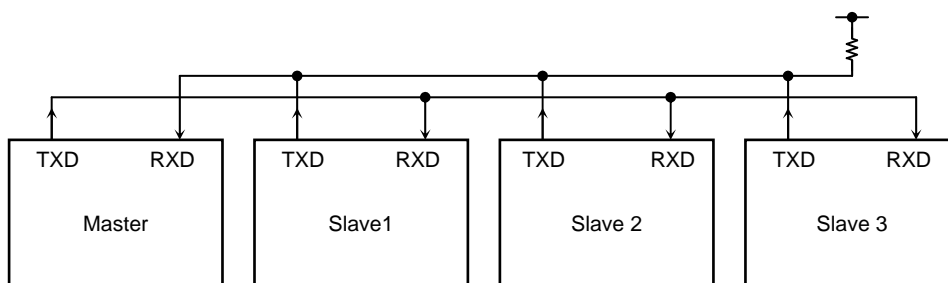 TXD RXD TXD RXD TXD RXD TXD RXD
Master Slave1 Slave 2 Slave 3